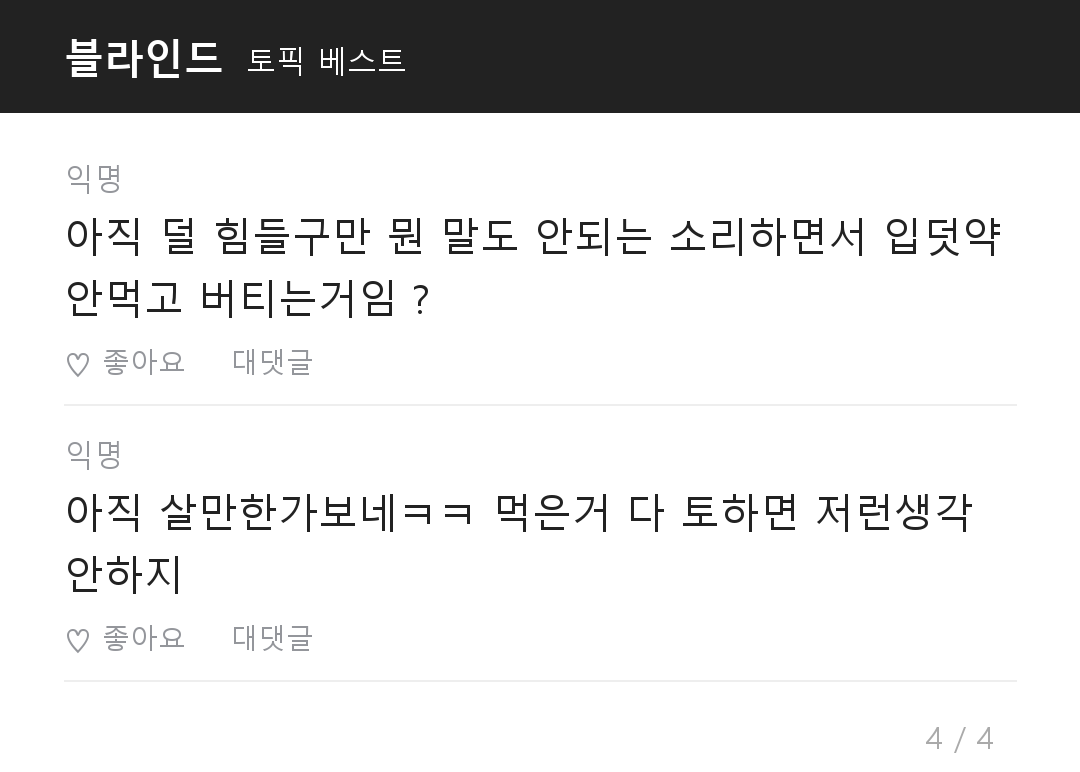 블라인드 토픽 베스트
익명
아직 덜 힘들구만 뭔 말도 안되는 소리하면서 입덧약
안먹고 버티는거임 ?
♡ 좋아요 대댓글
익명
아직 살만한가보네ㅋㅋ 먹은거 다 토하면 저런생각
안하지
♡ 좋아요 대댓글
4 / 4